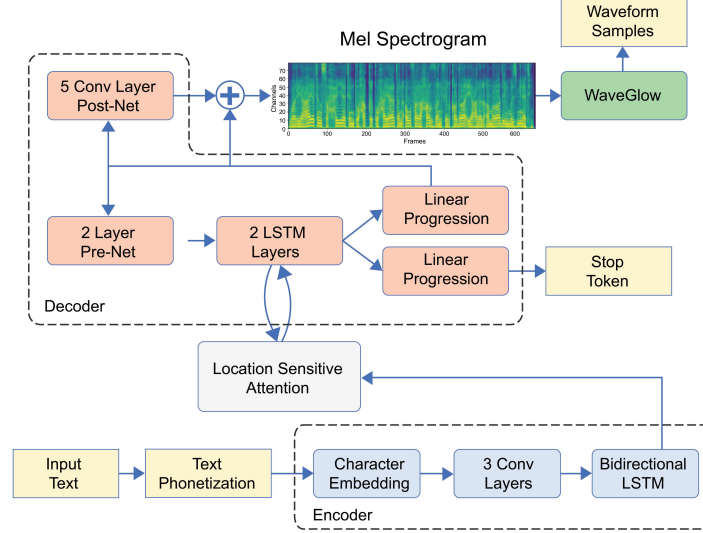 Waveform
Samples
Mel Spectrogram
5 Conv Layer
Post-Net
+
70
60
50
40
30
20
10
0
Channels
0 100 200 300 400 500 600
Frames
WaveGlow
2 Layer
Pre-Net
2 LSTM
Layers
Linear
Progression
Linear
Progression
Stop
Token
Decoder
Location Sensitive
Attention
Input
Text
Text
Phonetization
Character
Embedding
3 Conv
Layers
Bidirectional
LSTM
Encoder